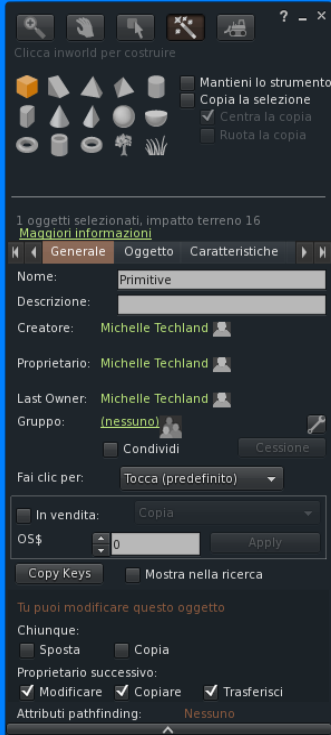 ? _ ×
Clicca inworld per costruire
Mantieni lo strumento
Copia la selezione
Centra la copia
Ruota la copia
1 oggetti selezionati, impatto terreno 16
Maggiori informazioni
Generale Oggetto Caratteristiche
Nome: Primitive
Descrizione:
Creatore: Michelle Techland
Proprietario: Michelle Techland
Last Owner: Michelle Techland
Gruppo: (nessuno)
Condividi Cessione
Fai clic per: Tocca (predefinito)
In vendita: Copia
OS$ 0 Apply
Copy Keys Mostra nella ricerca
Tu puoi modificare questo oggetto
Chiunque:
Sposta Copia
Proprietario successivo:
Modificare Copiare Trasferisci
Attributi pathfinding: Nessuno